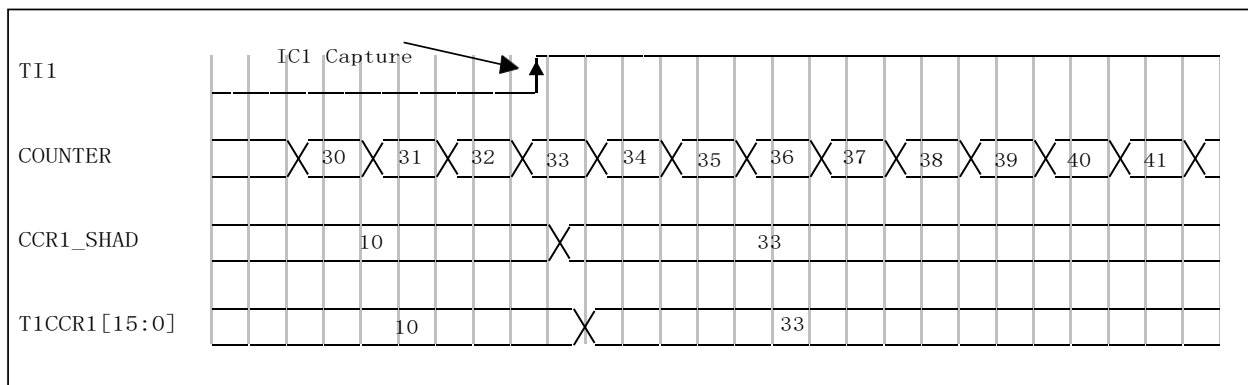 IC1 Capture
TI1
COUNTER 30 31 32 33 34 35 36 37 38 39 40 41
CCR1_SHAD 10 33
T1CCR1[15:0] 10 33